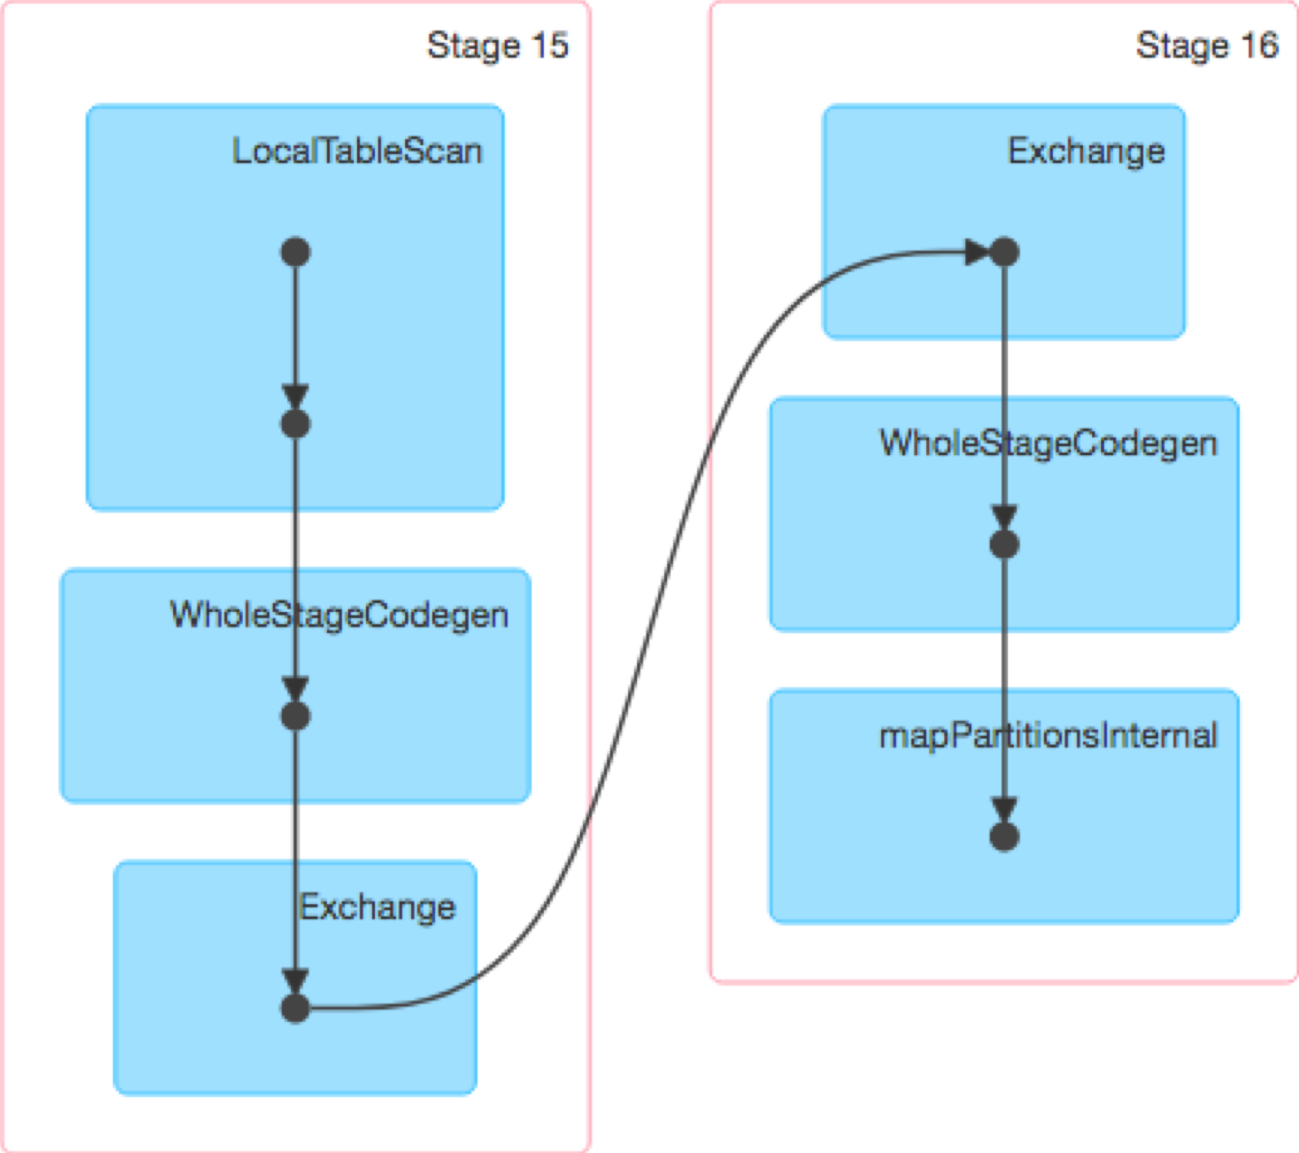 Stage 15
LocalTableScan
WholeStageCodegen
Exchange
Stage 16
Exchange
WholeStageCodegen
mapPartitionsInternal